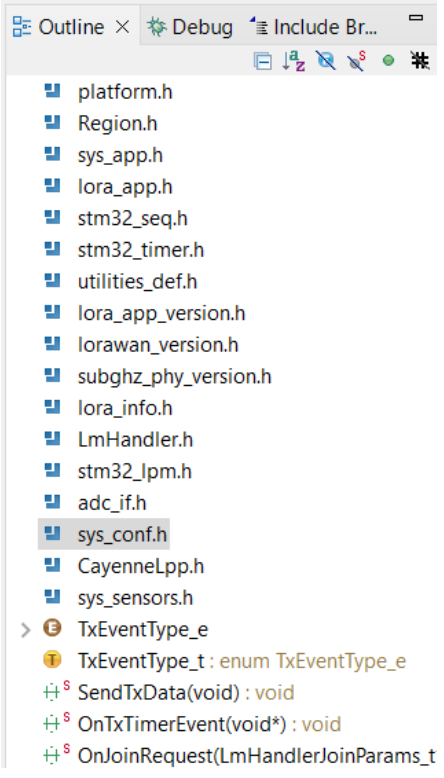 Outline Debug Include Br...
platform.h
Region.h
sys_app.h
lora_app.h
stm32_seq.h
stm32_timer.h
utilities_def.h
lora_app_version.h
lorawan_version.h
subghz_phy_version.h
lora_info.h
LmHandler.h
stm32_lpm.h
adc_if.h
sys_conf.h
CayenneLpp.h
sys_sensors.h
TxEventType_e
TxEventType_t : enum TxEventType_e
SendTxData(void) : void
OnTxTimerEvent(void*) : void
OnJoinRequest(LmHandlerJoinParams_t